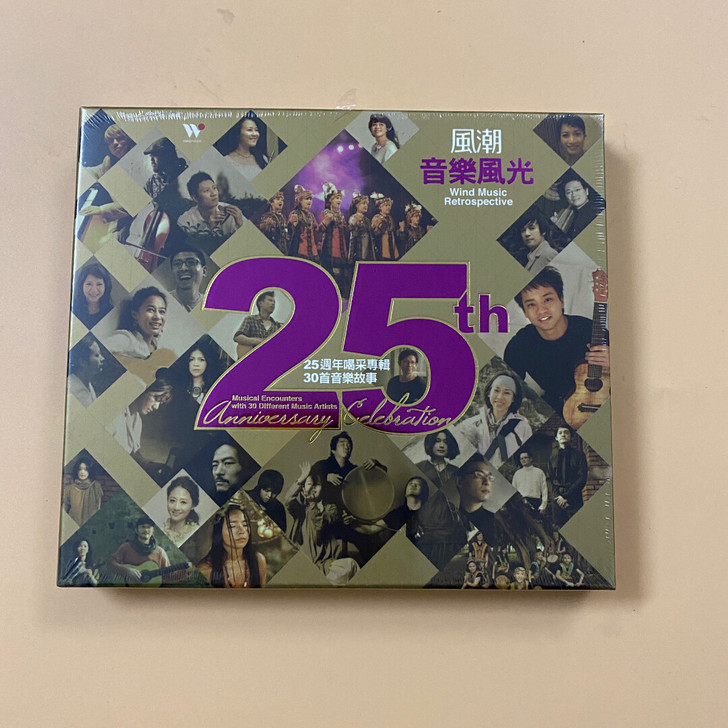 風潮
音樂風光
Wind Music
Retrospective
25th
25週年喝采專輯
30首音樂故事
Musical Encounters
with 30 Different Music Artists
Anniversary Celebration